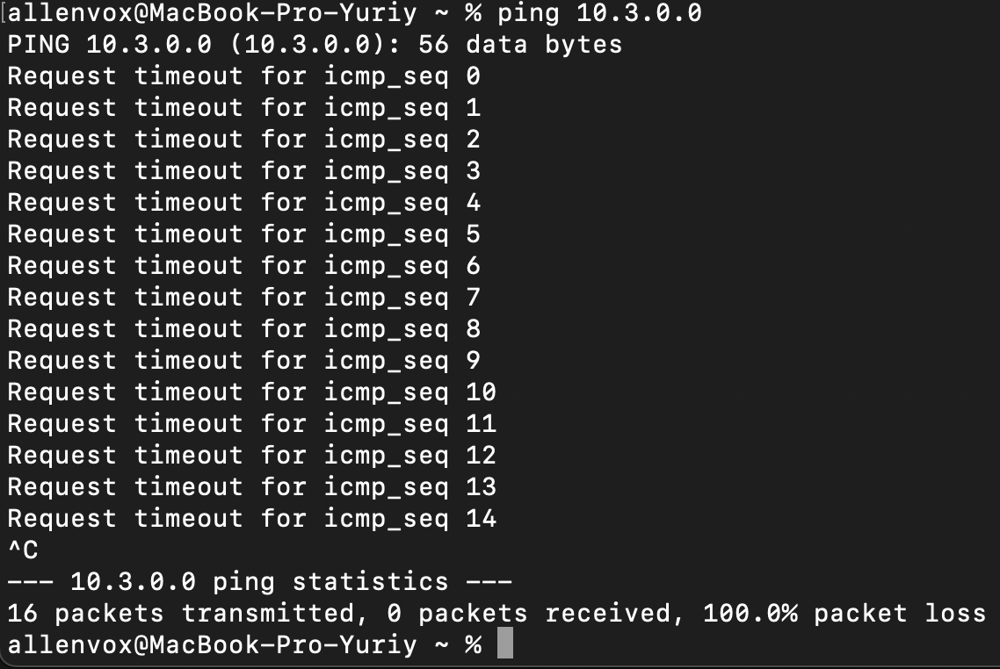 [allenvox@MacBook-Pro-Yuriy ~ % ping 10.3.0.0
PING 10.3.0.0 (10.3.0.0): 56 data bytes
Request timeout for icmp_seq 0
Request timeout for icmp_seq 1
Request timeout for icmp_seq 2
Request timeout for icmp_seq 3
Request timeout for icmp_seq 4
Request timeout for icmp_seq 5
Request timeout for icmp_seq 6
Request timeout for icmp_seq 7
Request timeout for icmp_seq 8
Request timeout for icmp_seq 9
Request timeout for icmp_seq 10
Request timeout for icmp_seq 11
Request timeout for icmp_seq 12
Request timeout for icmp_seq 13
Request timeout for icmp_seq 14
^C
--- 10.3.0.0 ping statistics ---
16 packets transmitted, 0 packets received, 100.0% packet loss
allenvox@MacBook-Pro-Yuriy ~ %